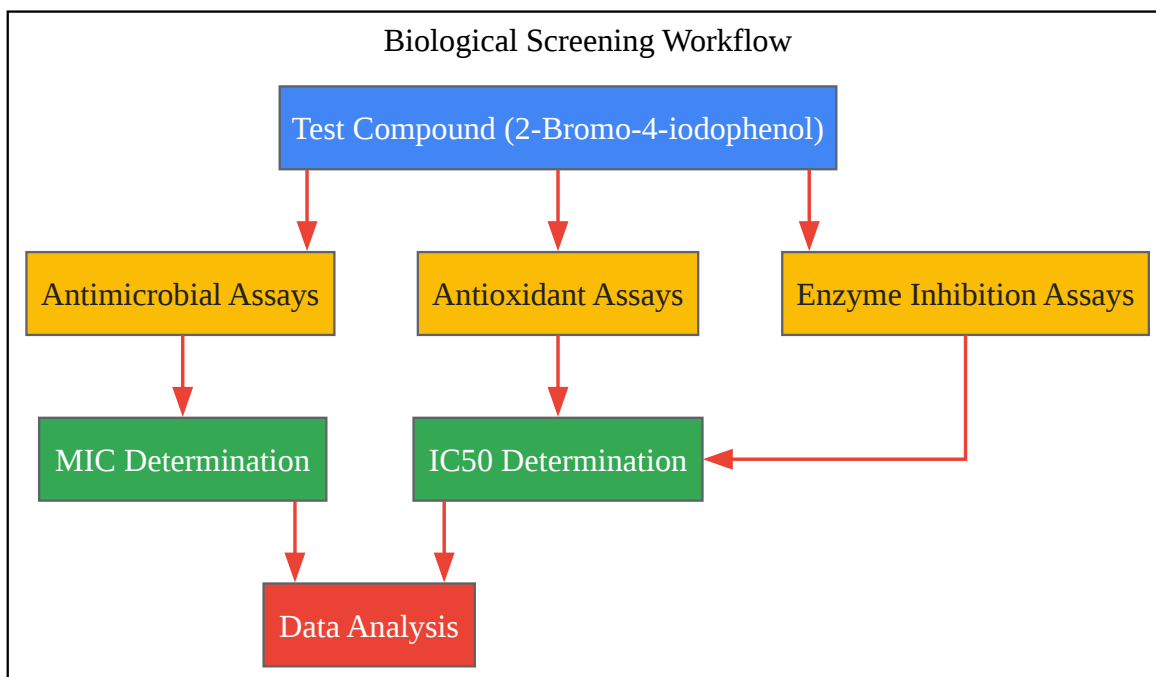 Biological Screening Workflow
Test Compound (2-Bromo-4-iodophenol)
Antimicrobial Assays
Antioxidant Assays
Enzyme Inhibition Assays
MIC Determination
IC50 Determination
Data Analysis